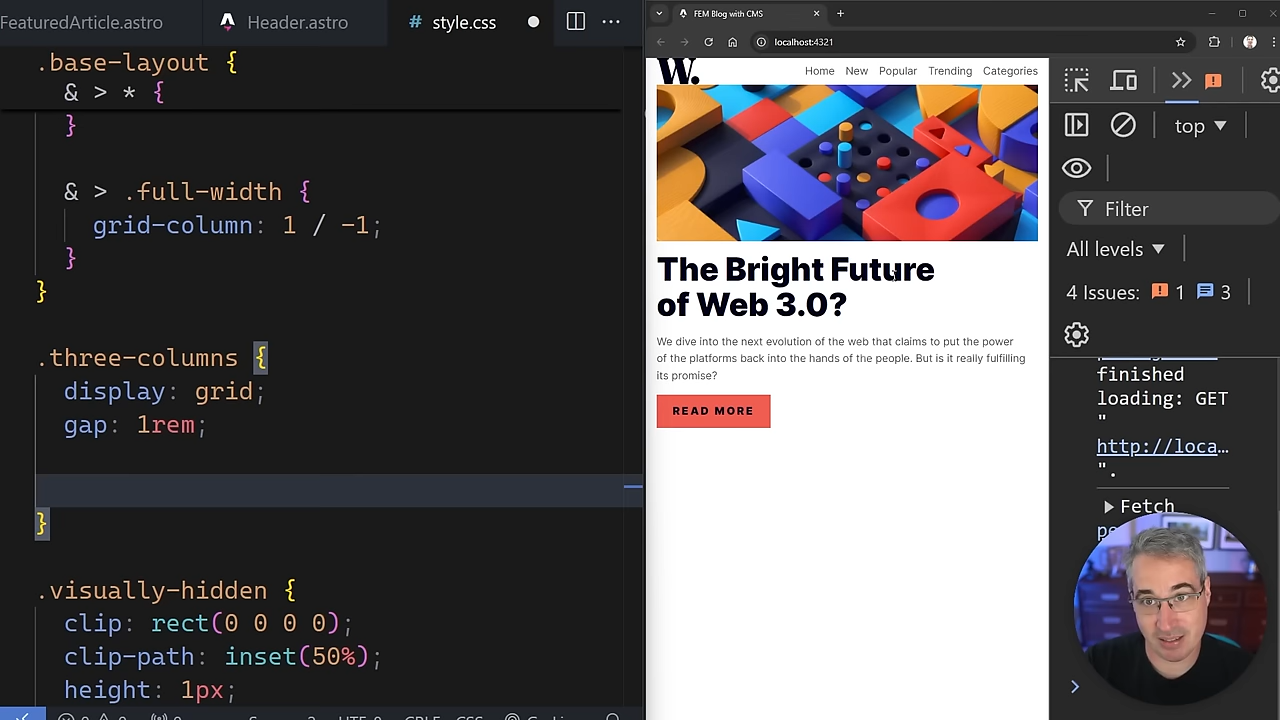 FeaturedArticle.astro
Header.astro
# style.css
.base-layout {
& > * {
}
& > .full-width {
grid-column: 1 / -1;
}
}
.three-columns {
display: grid;
gap: 1rem;
}
.visually-hidden {
clip: rect(0 0 0 0);
clip-path: inset(50%);
height: 1px;
FEM Blog with CMS
localhost:4321
W.
Home New Popular Trending Categories
The Bright Future
of Web 3.0?
We dive into the next evolution of the web that claims to put the power
of the platforms back into the hands of the people. But is it really fulfilling
its promise?
READ MORE
top
Filter
All levels
4 Issues: 1 3
finished
loading: GET
"
http://loca…
".
Fetch